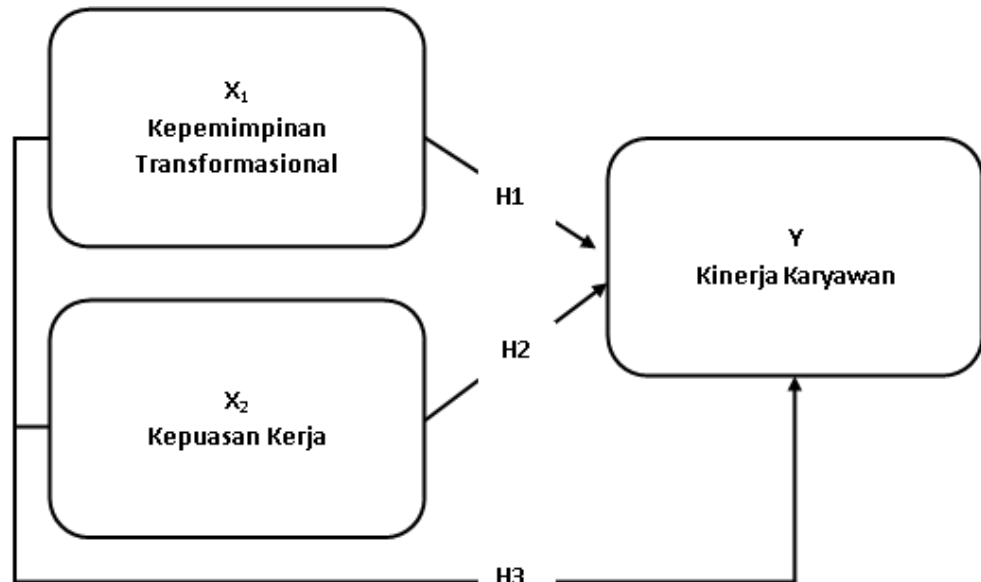 X₁
Kepemimpinan
Transformasional
H1
Y
Kinerja Karyawan
H2
X₂
Kepuasan Kerja
H3